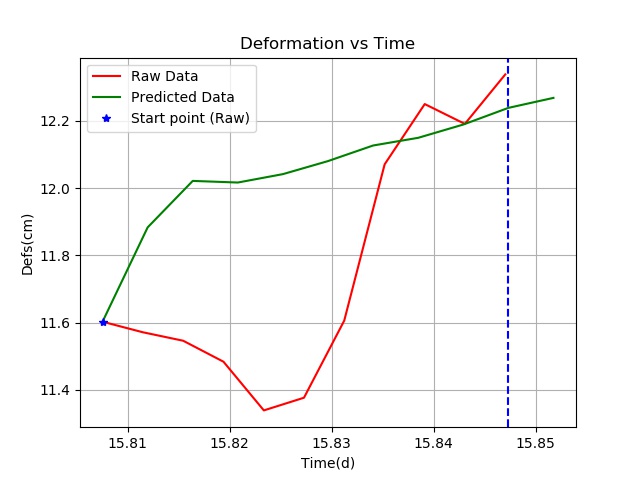 Deformation vs Time
Raw Data
Predicted Data
Start point (Raw)
12.2
12.0
11.8
11.6
11.4
Defs(cm)
15.81 15.82 15.83 15.84 15.85
Time(d)